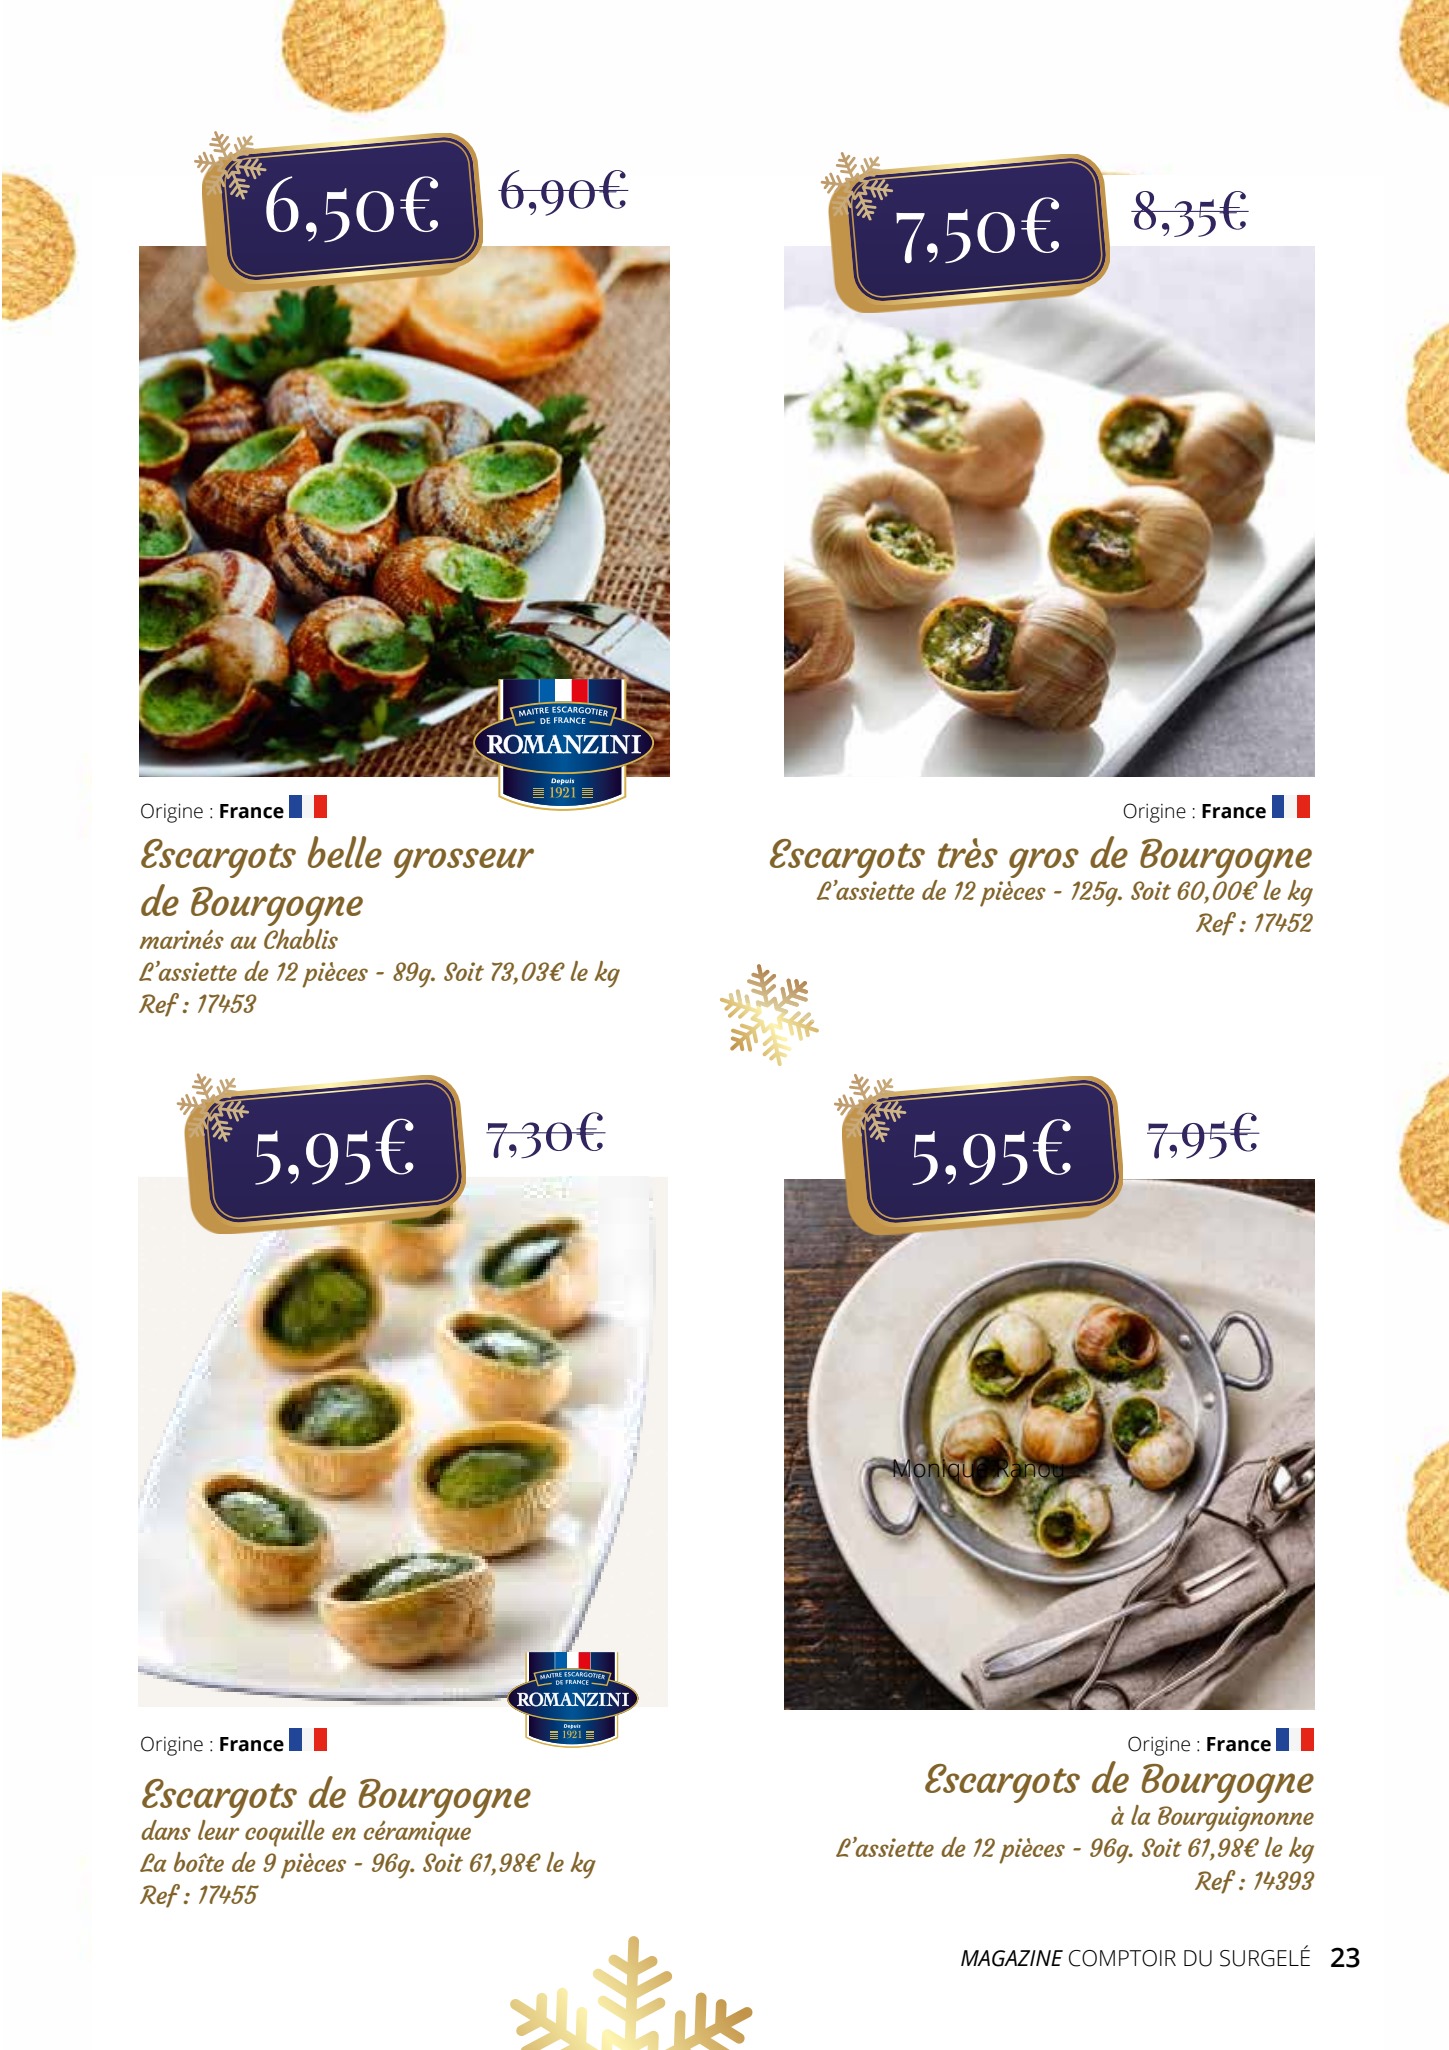 6,50€ 6,90€
MAITRE ESCARGOTIER
DE FRANCE
ROMANZINI
Depuis
1921
Origine : France
Escargots belle grosseur
de Bourgogne
marinés au Chablis
L'assiette de 12 pièces - 89g. Soit 73,03€ le kg
Ref : 17453
7,50€ 8,35€
Origine : France
Escargots très gros de Bourgogne
L'assiette de 12 pièces - 125g. Soit 60,00€ le kg
Ref : 17452
5,95€ 7,30€
MAITRE ESCARGOTIER
DE FRANCE
ROMANZINI
Depuis
1921
Origine : France
Escargots de Bourgogne
dans leur coquille en céramique
La boîte de 9 pièces - 96g. Soit 61,98€ le kg
Ref : 17455
5,95€ 7,95€
Monique Ranou
Origine : France
Escargots de Bourgogne
à la Bourguignonne
L'assiette de 12 pièces - 96g. Soit 61,98€ le kg
Ref : 14393
MAGAZINE COMPTOIR DU SURGELÉ 23